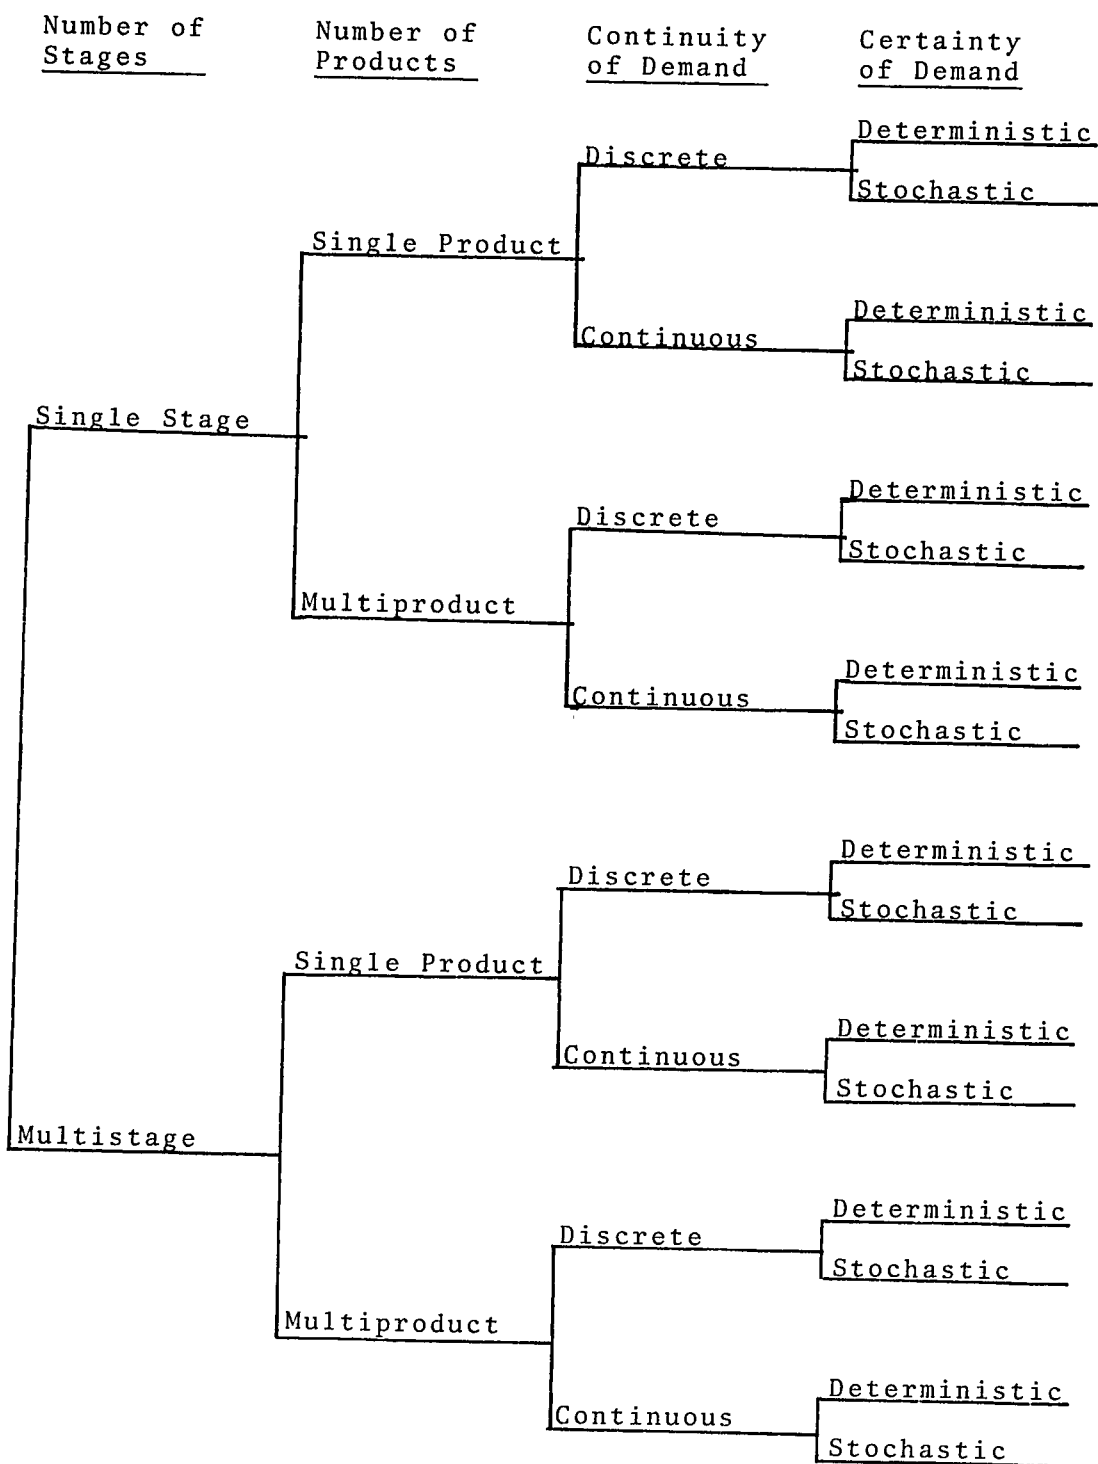 Number of
Stages
Number of
Products
Continuity
of Demand
Certainty
of Demand
Deterministic
Discrete
Stochastic
Single Product
Deterministic
Continuous
Stochastic
Single Stage
Deterministic
Discrete
Stochastic
Multiproduct
Deterministic
Continuous
Stochastic
Deterministic
Discrete
Stochastic
Single Product
Deterministic
Continuous
Stochastic
Multistage
Deterministic
Discrete
Stochastic
Multiproduct
Deterministic
Continuous
Stochastic